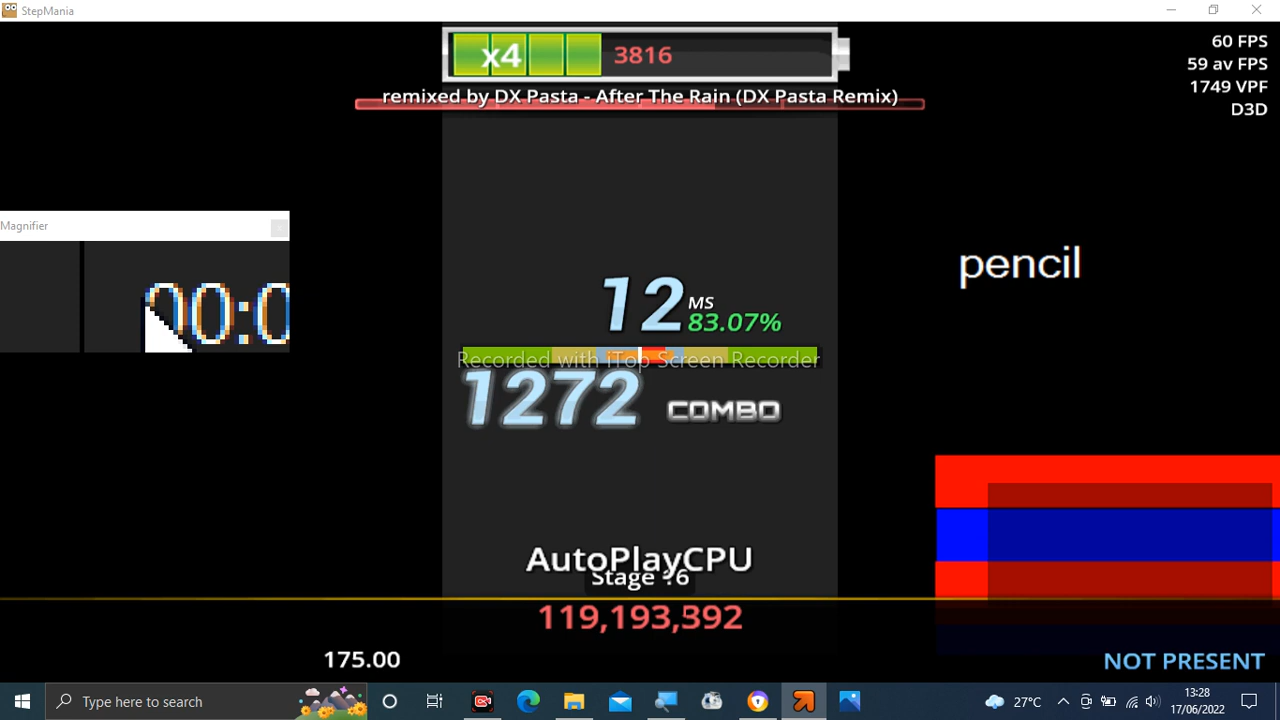 StepMania
60 FPS
59 av FPS
1749 VPF
D3D
x4 3816
remixed by DX Pasta - After The Rain (DX Pasta Remix)
Magnifier
00:0
pencil
12 MS
83.07%
Recorded with iTop Screen Recorder
1272 COMBO
AutoPlayCPU
Stage
119,193,392
175.00
NOT PRESENT
Type here to search
27°C
13:28
17/06/2022